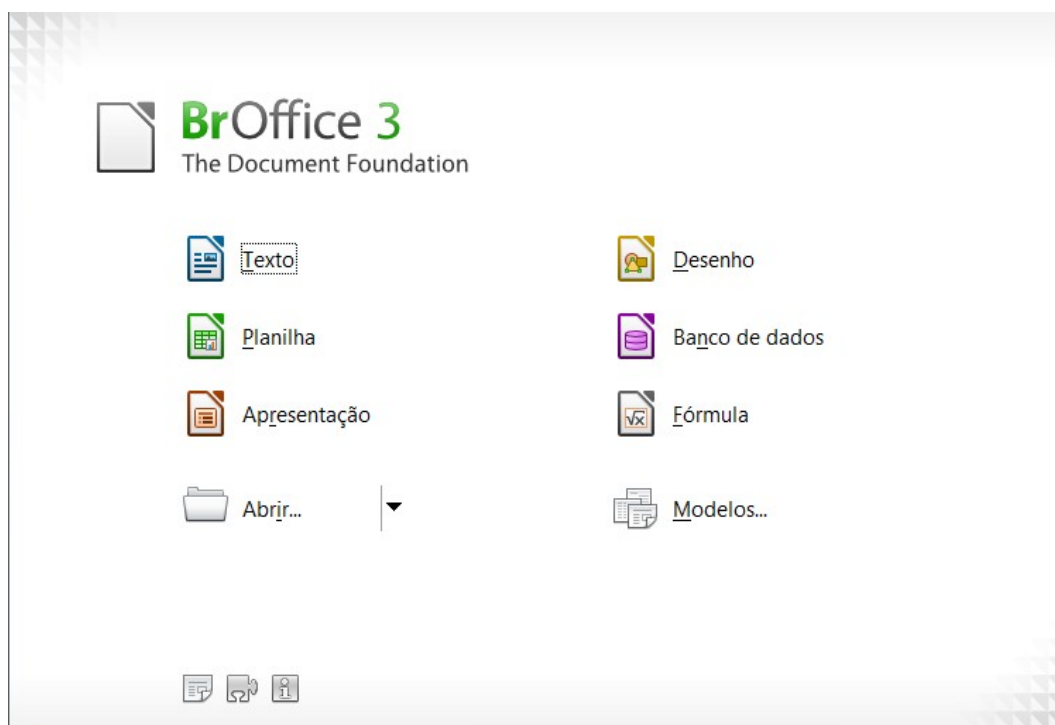 BrOffice 3
The Document Foundation
Texto
Desenho
Planilha
Banco de dados
Apresentação
Fórmula
Abrir...
Modelos...